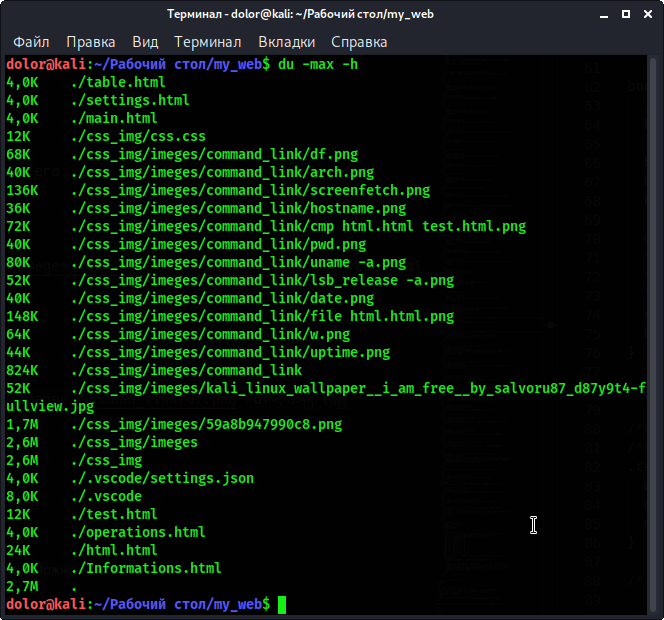 Терминал - dolor@kali: ~/Рабочий стол/my_web
Файл Правка Вид Терминал Вкладки Справка
dolor@kali:~/Рабочий стол/my_web$ du -max -h
4,0K ./table.html
4,0K ./settings.html
4,0K ./main.html
12K ./css_img/css.css
68K ./css_img/imeges/command_link/df.png
40K ./css_img/imeges/command_link/arch.png
136K ./css_img/imeges/command_link/screenfetch.png
36K ./css_img/imeges/command_link/hostname.png
72K ./css_img/imeges/command_link/cmp html.html test.html.png
40K ./css_img/imeges/command_link/pwd.png
80K ./css_img/imeges/command_link/uname -a.png
52K ./css_img/imeges/command_link/lsb_release -a.png
40K ./css_img/imeges/command_link/date.png
148K ./css_img/imeges/command_link/file html.html.png
64K ./css_img/imeges/command_link/w.png
44K ./css_img/imeges/command_link/uptime.png
824K ./css_img/imeges/command_link
52K ./css_img/imeges/kali_linux_wallpaper__i_am_free__by_salvoru87_d87y9t4-f
ullview.jpg
1,7M ./css_img/imeges/59a8b947990c8.png
2,6M ./css_img/imeges
2,6M ./css_img
4,0K ./.vscode/settings.json
8,0K ./.vscode
12K ./test.html
4,0K ./operations.html
24K ./html.html
4,0K ./Informations.html
2,7M .
dolor@kali:~/Рабочий стол/my_web$